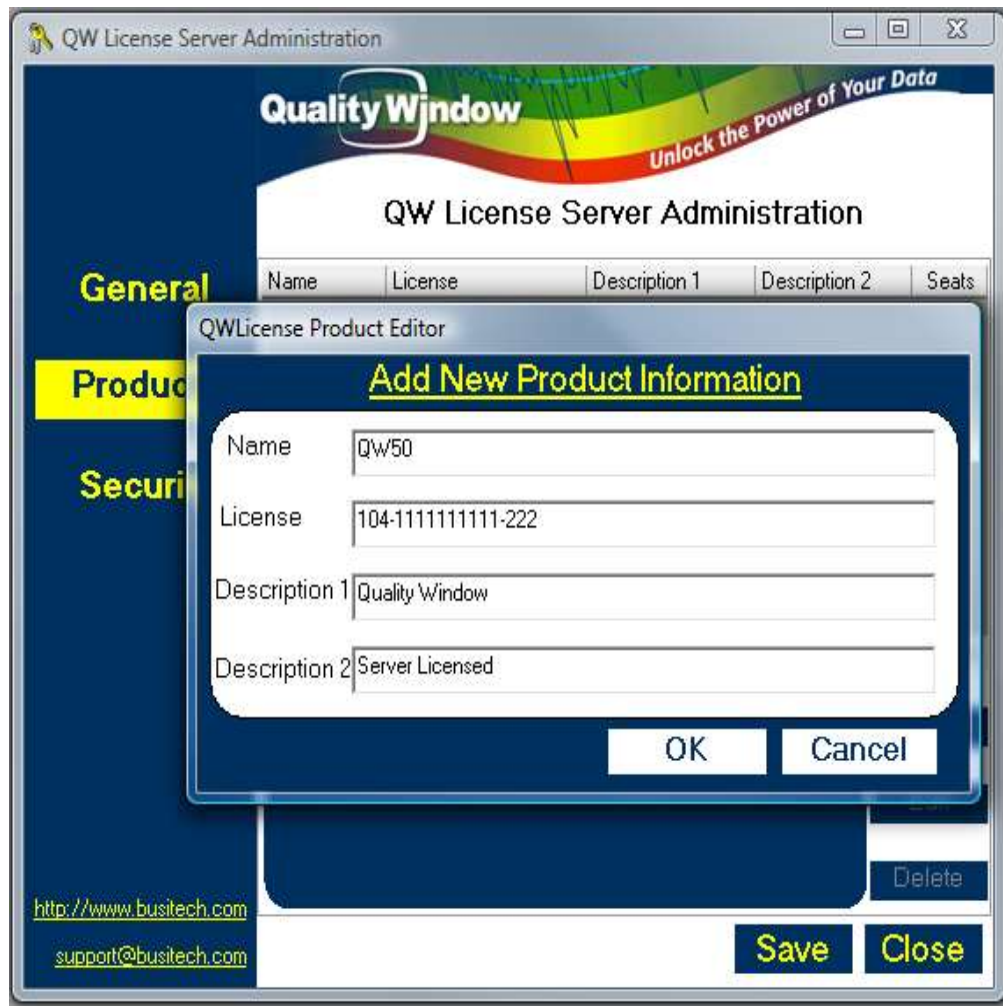 QW License Server Administration
Quality Window
Unlock the Power of Your Data
QW License Server Administration
General
Name License Description 1 Description 2 Seats
QWLicense Product Editor
Produc
Add New Product Information
Name QW50
Securi
License 104-1111111111-222
Description 1 Quality Window
Description 2 Server Licensed
OK Cancel
Delete
http://www.busitech.com
support@busitech.com
Save Close